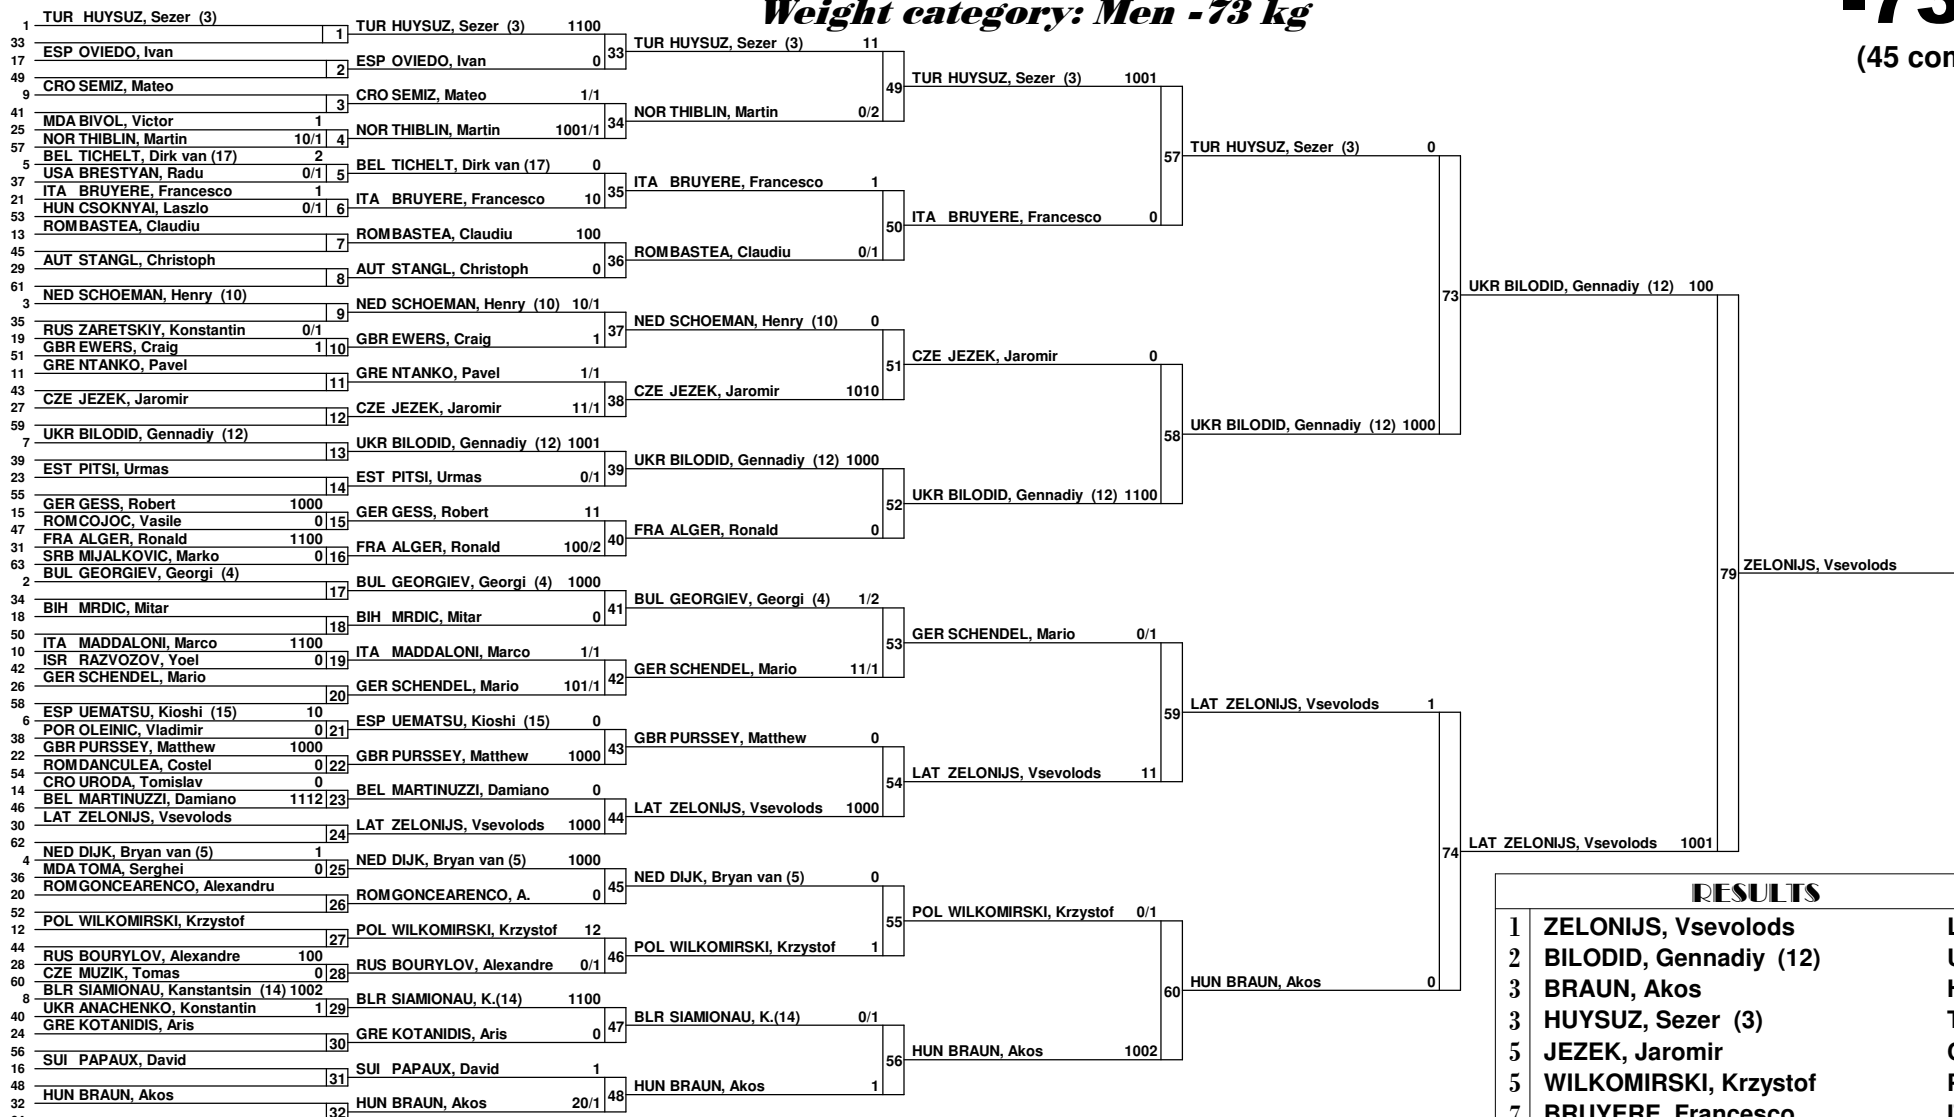 Weight category: Men -73 kg
-73
(45 con
1 TUR HUYSUZ, Sezer (3)
33
1
17 ESP OVIEDO, Ivan
49
2
9 CRO SEMIZ, Mateo
41
3
25 MDA BIVOL, Victor 1
57 NOR THIBLIN, Martin 10/1
4
5 BEL TICHELT, Dirk van (17) 2
37 USA BRESTYAN, Radu 0/1
5
21 ITA BRUYERE, Francesco 1
53 HUN CSOKNYAI, Laszlo 0/1
6
13 ROM BASTEA, Claudiu
45
7
29 AUT STANGL, Christoph
61
8
3 NED SCHOEMAN, Henry (10)
35
9
19 RUS ZARETSKIY, Konstantin 0/1
51 GBR EWERS, Craig 1
10
11 GRE NTANKO, Pavel
43
11
27 CZE JEZEK, Jaromir
59
12
7 UKR BILODID, Gennadiy (12)
39
13
23 EST PITSI, Urmas
55
14
15 GER GESS, Robert 1000
47 ROM COJOC, Vasile 0
15
31 FRA ALGER, Ronald 1100
63 SRB MIJALKOVIC, Marko 0
16
2 BUL GEORGIEV, Georgi (4)
34
17
18 BIH MRDIC, Mitar
50
18
10 ITA MADDALONI, Marco 1100
42 ISR RAZVOZOV, Yoel 0
19
26 GER SCHENDEL, Mario
58
20
6 ESP UEMATSU, Kioshi (15) 10
38 POR OLEINIC, Vladimir 0
21
22 GBR PURSSEY, Matthew 1000
54 ROM DANCULEA, Costel 0
22
14 CRO URODA, Tomislav 0
46 BEL MARTINUZZI, Damiano 1112
23
30 LAT ZELONIJS, Vsevolods
62
24
4 NED DIJK, Bryan van (5) 1
36 MDA TOMA, Serghei 0
25
20 ROM GONCEARENCO, Alexandru
52
26
12 POL WILKOMIRSKI, Krzystof
44
27
28 RUS BOURYLOV, Alexandre 100
60 CZE MUZIK, Tomas 0
28
8 BLR SIAMIONAU, Kanstantsin (14) 1002
40 UKR ANACHENKO, Konstantin 1
29
24 GRE KOTANIDIS, Aris
56
30
16 SUI PAPAUX, David
48
31
32 HUN BRAUN, Akos
32
TUR HUYSUZ, Sezer (3) 1100
ESP OVIEDO, Ivan 0
33
CRO SEMIZ, Mateo 1/1
NOR THIBLIN, Martin 1001/1
34
BEL TICHELT, Dirk van (17) 0
ITA BRUYERE, Francesco 10
35
ROM BASTEA, Claudiu 100
AUT STANGL, Christoph 0
36
NED SCHOEMAN, Henry (10) 10/1
GBR EWERS, Craig 1
37
GRE NTANKO, Pavel 1/1
CZE JEZEK, Jaromir 11/1
38
UKR BILODID, Gennadiy (12) 1001
EST PITSI, Urmas 0/1
39
GER GESS, Robert 11
FRA ALGER, Ronald 100/2
40
BUL GEORGIEV, Georgi (4) 1000
BIH MRDIC, Mitar 0
41
ITA MADDALONI, Marco 1/1
GER SCHENDEL, Mario 101/1
42
ESP UEMATSU, Kioshi (15) 0
GBR PURSSEY, Matthew 1000
43
BEL MARTINUZZI, Damiano 0
LAT ZELONIJS, Vsevolods 1000
44
NED DIJK, Bryan van (5) 1000
ROM GONCEARENCO, A. 0
45
POL WILKOMIRSKI, Krzystof 12
RUS BOURYLOV, Alexandre 0/1
46
BLR SIAMIONAU, K.(14) 1100
GRE KOTANIDIS, Aris 0
47
SUI PAPAUX, David 1
HUN BRAUN, Akos 20/1
48
TUR HUYSUZ, Sezer (3) 11
NOR THIBLIN, Martin 0/2
49
ITA BRUYERE, Francesco 1
ROM BASTEA, Claudiu 0/1
50
NED SCHOEMAN, Henry (10) 0
CZE JEZEK, Jaromir 1010
51
UKR BILODID, Gennadiy (12) 1000
FRA ALGER, Ronald 0
52
BUL GEORGIEV, Georgi (4) 1/2
GER SCHENDEL, Mario 11/1
53
GBR PURSSEY, Matthew 0
LAT ZELONIJS, Vsevolods 1000
54
NED DIJK, Bryan van (5) 0
POL WILKOMIRSKI, Krzystof 1
55
BLR SIAMIONAU, K.(14) 0/1
HUN BRAUN, Akos 1
56
TUR HUYSUZ, Sezer (3) 1001
ITA BRUYERE, Francesco 0
57
CZE JEZEK, Jaromir 0
UKR BILODID, Gennadiy (12) 1100
58
GER SCHENDEL, Mario 0/1
LAT ZELONIJS, Vsevolods 11
59
POL WILKOMIRSKI, Krzystof 0/1
HUN BRAUN, Akos 1002
60
TUR HUYSUZ, Sezer (3) 0
UKR BILODID, Gennadiy (12) 1000
73
LAT ZELONIJS, Vsevolods 1
HUN BRAUN, Akos 0
74
UKR BILODID, Gennadiy (12) 100
LAT ZELONIJS, Vsevolods 1001
79
ZELONIJS, Vsevolods
RESULTS
1 ZELONIJS, Vsevolods
2 BILODID, Gennadiy (12)
3 BRAUN, Akos
3 HUYSUZ, Sezer (3)
5 JEZEK, Jaromir
5 WILKOMIRSKI, Krzystof
7 BRUYERE, Francesco